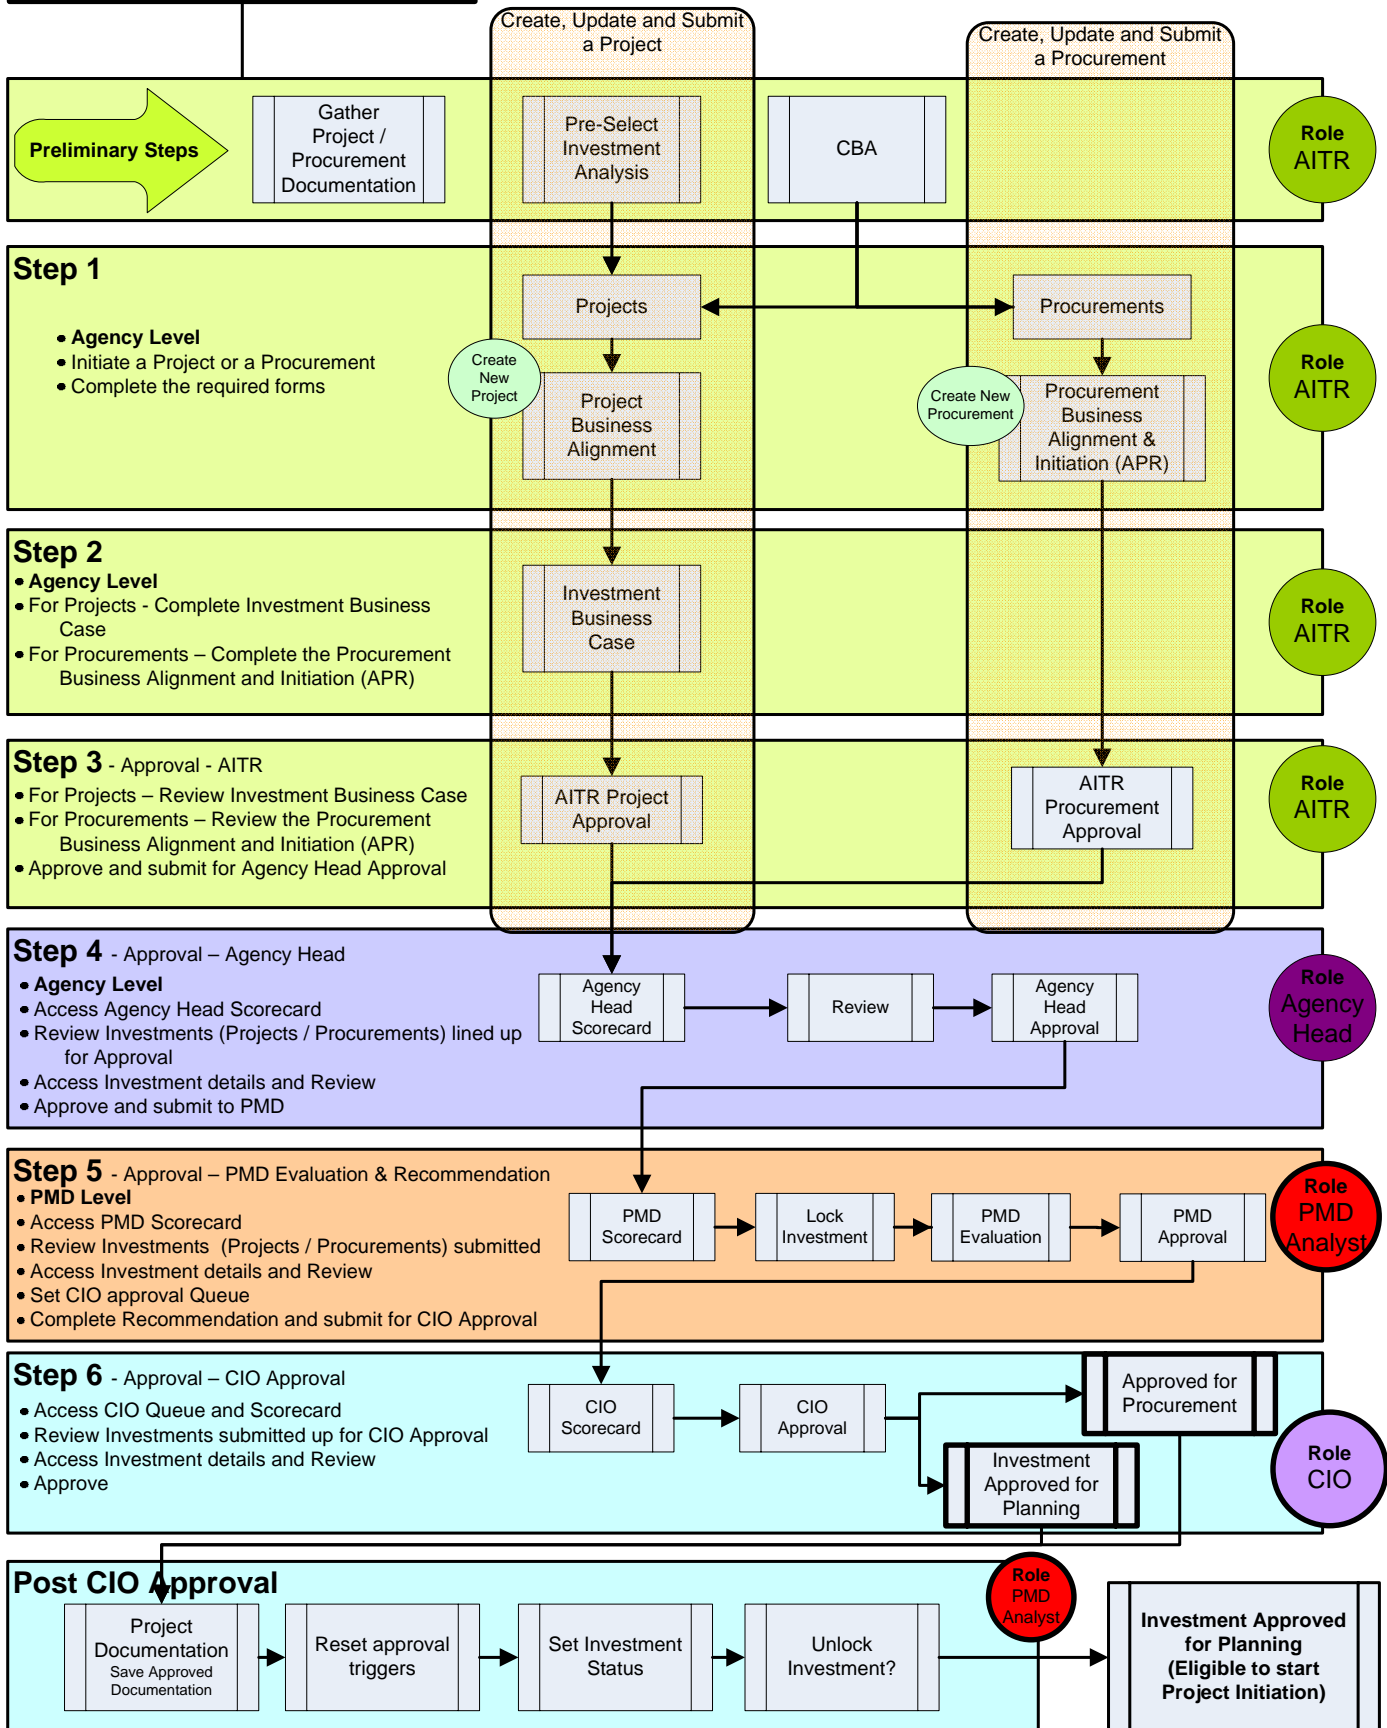 Create, Update and Submit
a Project
Create, Update and Submit
a Procurement
Preliminary Steps
Gather
Project /
Procurement
Documentation
Pre-Select
Investment
Analysis
CBA
Role
AITR
Step 1
• Agency Level
• Initiate a Project or a Procurement
• Complete the required forms
Projects
Procurements
Create
New
Project
Project
Business
Alignment
Create New
Procurement
Procurement
Business
Alignment &
Initiation (APR)
Role
AITR
Step 2
• Agency Level
• For Projects - Complete Investment Business
Case
• For Procurements – Complete the Procurement
Business Alignment and Initiation (APR)
Investment
Business
Case
Role
AITR
Step 3 - Approval - AITR
• For Projects – Review Investment Business Case
• For Procurements – Review the Procurement
Business Alignment and Initiation (APR)
• Approve and submit for Agency Head Approval
AITR Project
Approval
AITR
Procurement
Approval
Role
AITR
Step 4 - Approval – Agency Head
• Agency Level
• Access Agency Head Scorecard
• Review Investments (Projects / Procurements) lined up
for Approval
• Access Investment details and Review
• Approve and submit to PMD
Agency
Head
Scorecard
Review
Agency
Head
Approval
Role
Agency
Head
Step 5 - Approval – PMD Evaluation & Recommendation
• PMD Level
• Access PMD Scorecard
• Review Investments (Projects / Procurements) submitted
• Access Investment details and Review
• Set CIO approval Queue
• Complete Recommendation and submit for CIO Approval
PMD
Scorecard
Lock
Investment
PMD
Evaluation
PMD
Approval
Role
PMD
Analyst
Step 6 - Approval – CIO Approval
• Access CIO Queue and Scorecard
• Review Investments submitted up for CIO Approval
• Access Investment details and Review
• Approve
CIO
Scorecard
CIO
Approval
Approved for
Procurement
Investment
Approved for
Planning
Role
CIO
Post CIO Approval
Project
Documentation
Save Approved
Documentation
Reset approval
triggers
Set Investment
Status
Unlock
Investment?
Role
PMD
Analyst
Investment Approved
for Planning
(Eligible to start
Project Initiation)